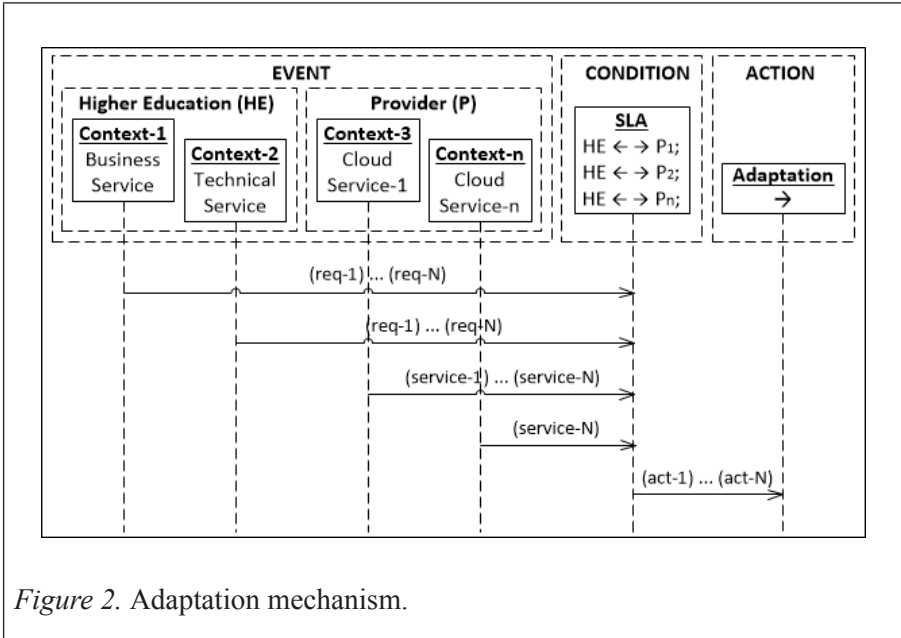 EVENT
CONDITION
ACTION
Higher Education (HE)
Provider (P)
Context-1
Business
Service
Context-2
Technical
Service
Context-3
Cloud
Service-1
Context-n
Cloud
Service-n
SLA
HE ← → P1;
HE ← → P2;
HE ← → Pn;
Adaptation
→
(req-1) ... (req-N)
(req-1) ... (req-N)
(service-1) ... (service-N)
(service-N)
(act-1) ... (act-N)
Figure 2. Adaptation mechanism.